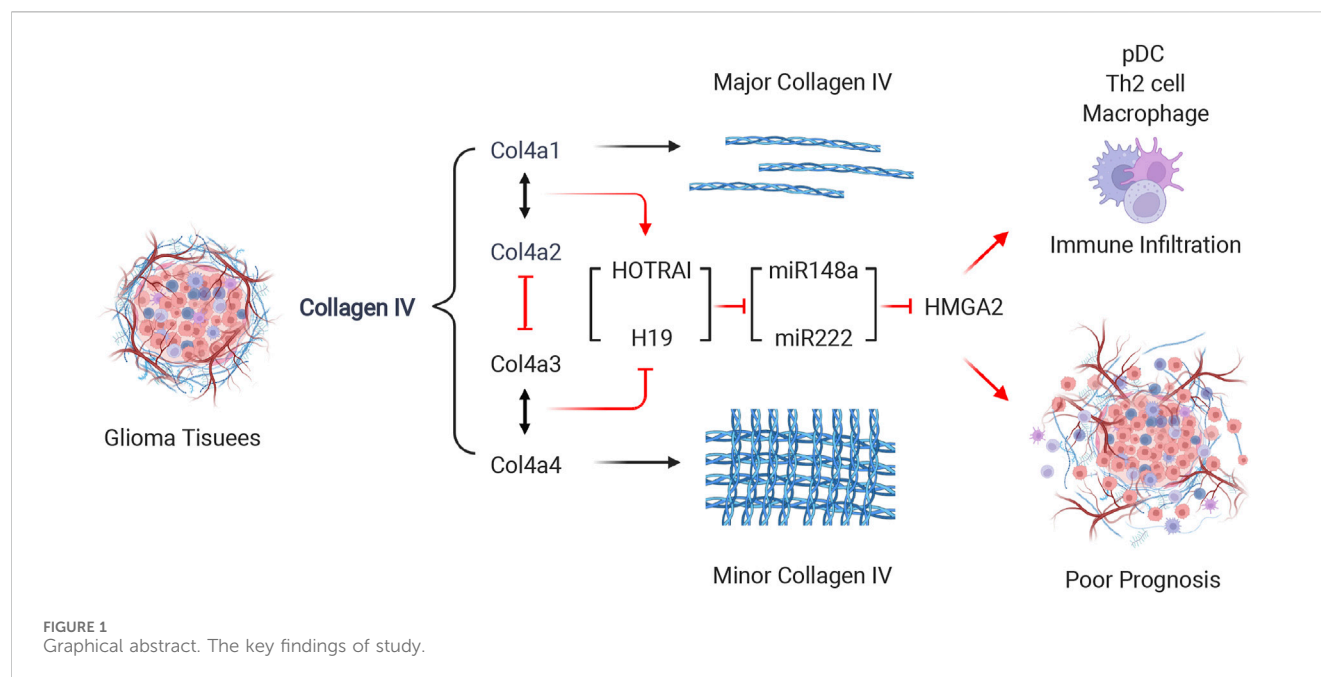 Glioma Tisuees
Collagen IV
Col4a1
Col4a2
Col4a3
Col4a4
Major Collagen IV
HOTRAI
H19
miR148a
miR222
HMGA2
Minor Collagen IV
pDC
Th2 cell
Macrophage
Immune Infiltration
Poor Prognosis
FIGURE 1
Graphical abstract. The key findings of study.